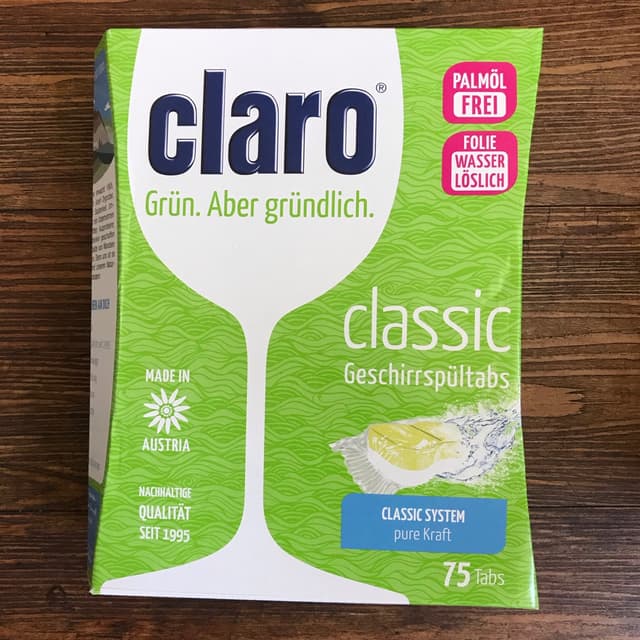 claro®
Grün. Aber gründlich.
PALMÖL
FREI
FOLIE
WASSER
LÖSLICH
classic
Geschirrspültabs
MADE IN
AUSTRIA
NACHHALTIGE
QUALITÄT
SEIT 1995
CLASSIC SYSTEM
pure Kraft
75 Tabs